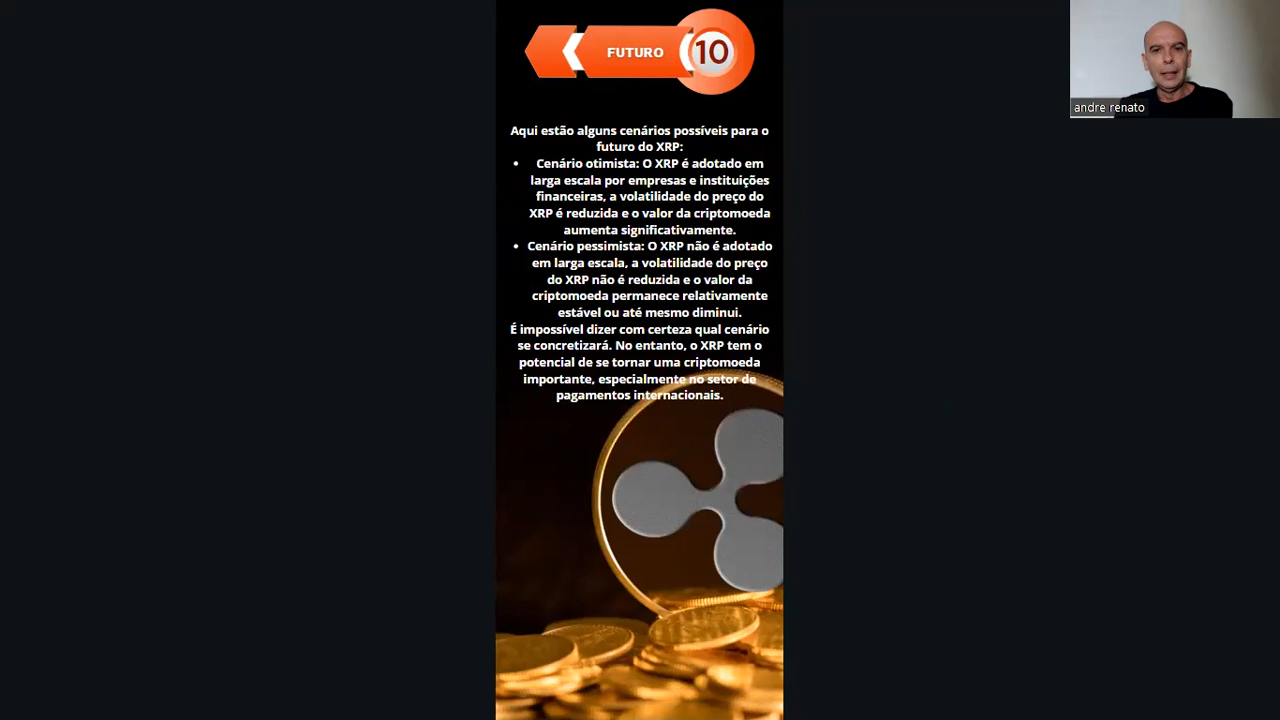 FUTURO
10
andre renato
Aqui estão alguns cenários possíveis para o
futuro do XRP:
• Cenário otimista: O XRP é adotado em
larga escala por empresas e instituições
financeiras, a volatilidade do preço do
XRP é reduzida e o valor da criptomoeda
aumenta significativamente.
• Cenário pessimista: O XRP não é adotado
em larga escala, a volatilidade do preço
do XRP não é reduzida e o valor da
criptomoeda permanece relativamente
estável ou até mesmo diminui.
É impossível dizer com certeza qual cenário
se concretizará. No entanto, o XRP tem o
potencial de se tornar uma criptomoeda
importante, especialmente no setor de
pagamentos internacionais.